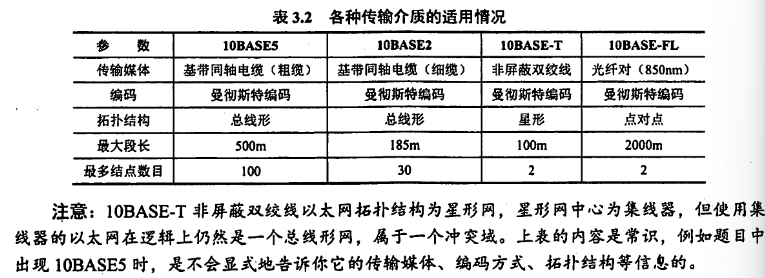 表 3.2 各种传输介质的适用情况
参 数 10BASE5 10BASE2 10BASE-T 10BASE-FL
传输媒体 基带同轴电缆（粗缆） 基带同轴电缆（细缆） 非屏蔽双绞线 光纤对（850nm）
编码 曼彻斯特编码 曼彻斯特编码 曼彻斯特编码 曼彻斯特编码
拓扑结构 总线形 总线形 星形 点对点
最大段长 500m 185m 100m 2000m
最多结点数目 100 30 2 2
注意：10BASE-T 非屏蔽双绞线以太网拓扑结构为星形网，星形网中心为集线器，但使用集
线器的以太网在逻辑上仍然是一个总线形网，属于一个冲突域。上表的内容是常识，例如题目中
出现 10BASE5 时，是不会显式地告诉你它的传输媒体、编码方式、拓扑结构等信息的。